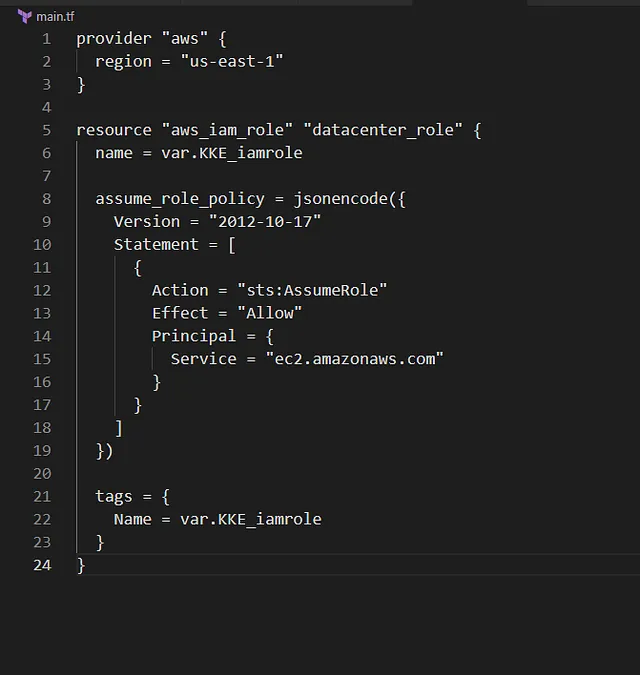 main.tf
1 provider "aws" {
2   region = "us-east-1"
3 }
4
5 resource "aws_iam_role" "datacenter_role" {
6   name = var.KKE_iamrole
7
8   assume_role_policy = jsonencode({
9     Version = "2012-10-17"
10     Statement = [
11       {
12         Action = "sts:AssumeRole"
13         Effect = "Allow"
14         Principal = {
15           Service = "ec2.amazonaws.com"
16         }
17       }
18     ]
19   })
20
21   tags = {
22     Name = var.KKE_iamrole
23   }
24 }